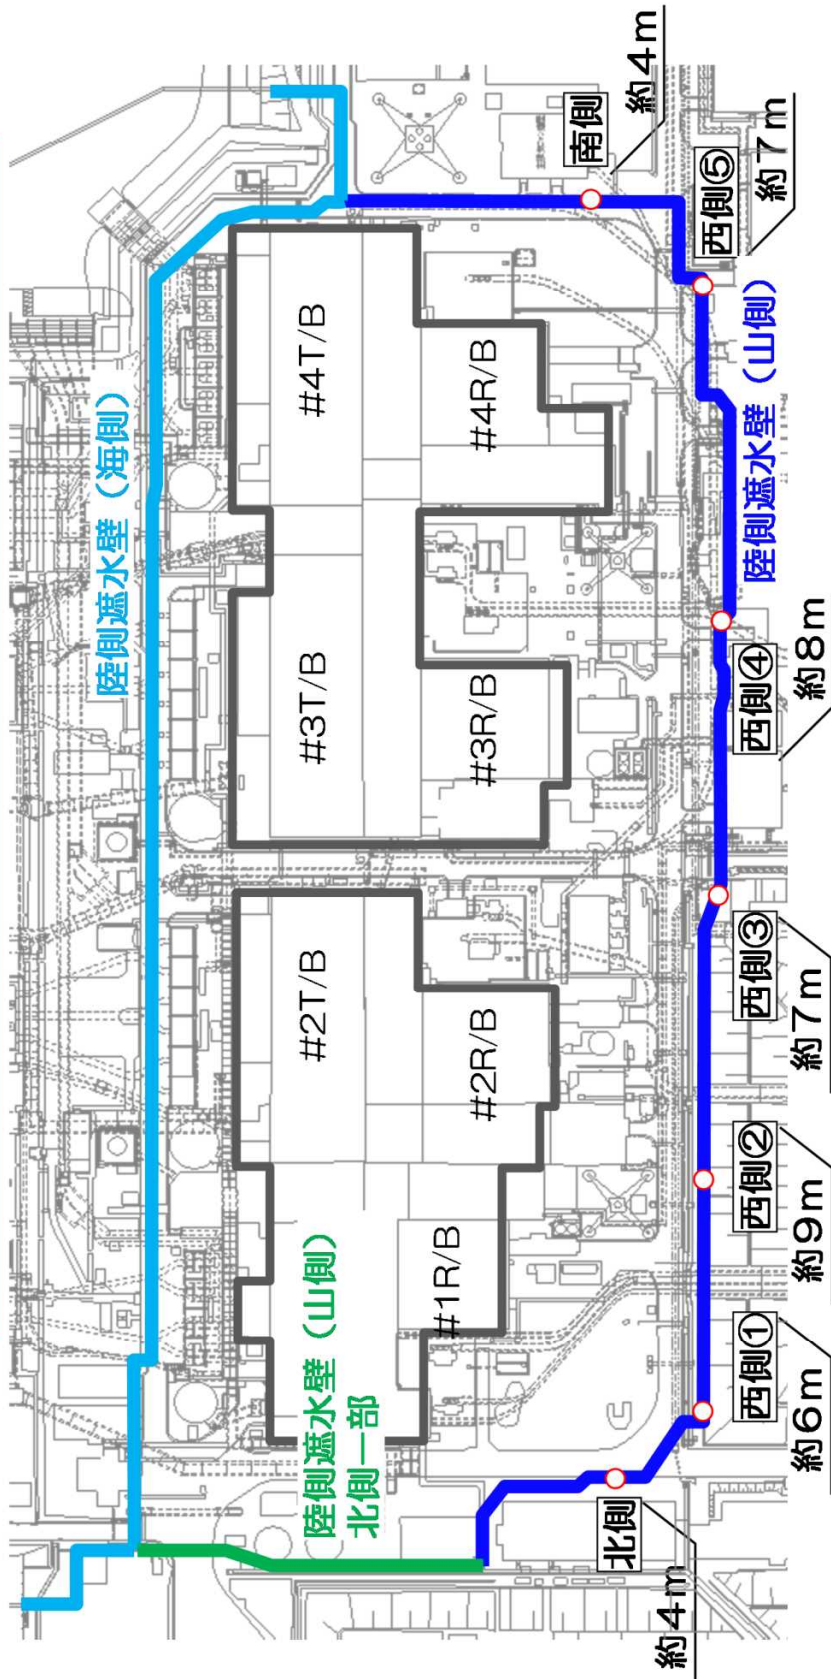 陸側遮水壁（海側）
#4T/B
#3T/B
#2T/B
#4R/B
#3R/B
#2R/B
#1R/B
陸側遮水壁（山側）
北側一部
陸側遮水壁（山側）
北側
約4m
西側①
約6m
西側②
約9m
西側③
約7m
西側④
約8m
西側⑤
約7m
南側
約4m